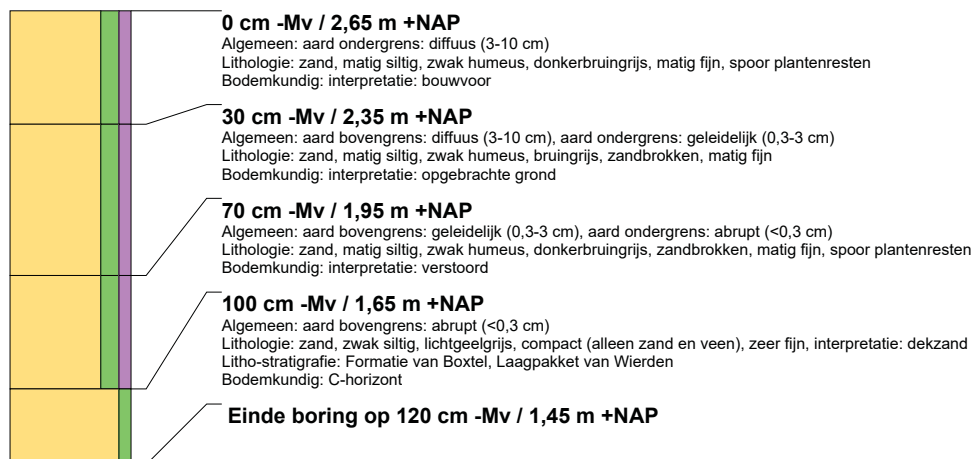 0 cm -Mv / 2,65 m +NAP
Algemeen: aard ondergrens: diffuus (3-10 cm)
Lithologie: zand, matig siltig, zwak humeus, donkerbruingrijs, matig fijn, spoor plantenresten
Bodemkundig: interpretatie: bouwvoor
30 cm -Mv / 2,35 m +NAP
Algemeen: aard bovengrens: diffuus (3-10 cm), aard ondergrens: geleidelijk (0,3-3 cm)
Lithologie: zand, matig siltig, zwak humeus, bruingrijs, zandbrokken, matig fijn
Bodemkundig: interpretatie: opgebrachte grond
70 cm -Mv / 1,95 m +NAP
Algemeen: aard bovengrens: geleidelijk (0,3-3 cm), aard ondergrens: abrupt (<0,3 cm)
Lithologie: zand, matig siltig, zwak humeus, donkerbruingrijs, zandbrokken, matig fijn, spoor plantenresten
Bodemkundig: interpretatie: verstoord
100 cm -Mv / 1,65 m +NAP
Algemeen: aard bovengrens: abrupt (<0,3 cm)
Lithologie: zand, zwak siltig, lichtgeelgrijs, compact (alleen zand en veen), zeer fijn, interpretatie: dekzand
Litho-stratigrafie: Formatie van Boxtel, Laagpakket van Wierden
Bodemkundig: C-horizont
Einde boring op 120 cm -Mv / 1,45 m +NAP